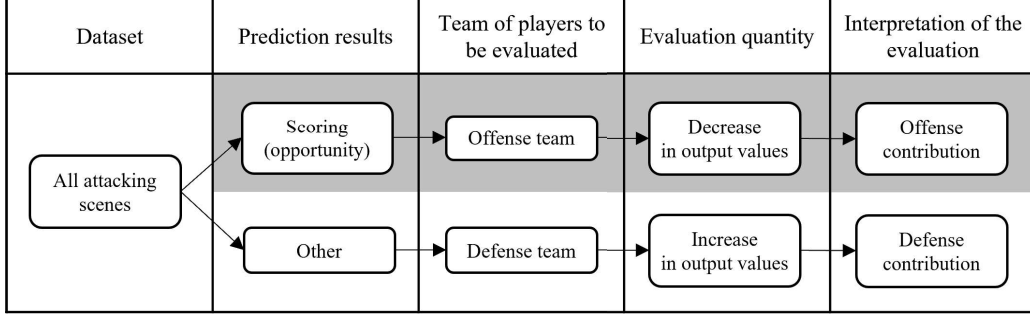 Dataset
Prediction results
Team of players to
be evaluated
Evaluation quantity
Interpretation of the
evaluation
All attacking
scenes
Scoring
(opportunity)
Offense team
Decrease
in output values
Offense
contribution
Other
Defense team
Increase
in output values
Defense
contribution